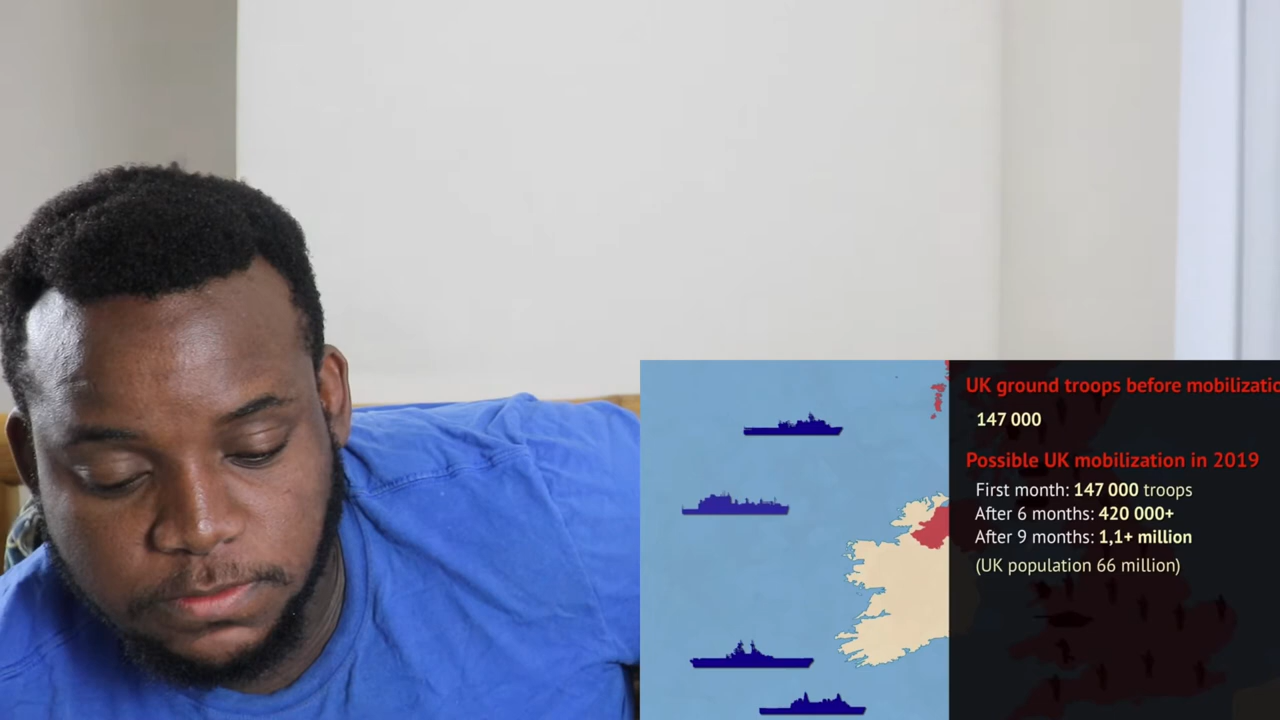 UK ground troops before mobilizatio
147 000
Possible UK mobilization in 2019
First month: 147 000 troops
After 6 months: 420 000+
After 9 months: 1,1+ million
(UK population 66 million)